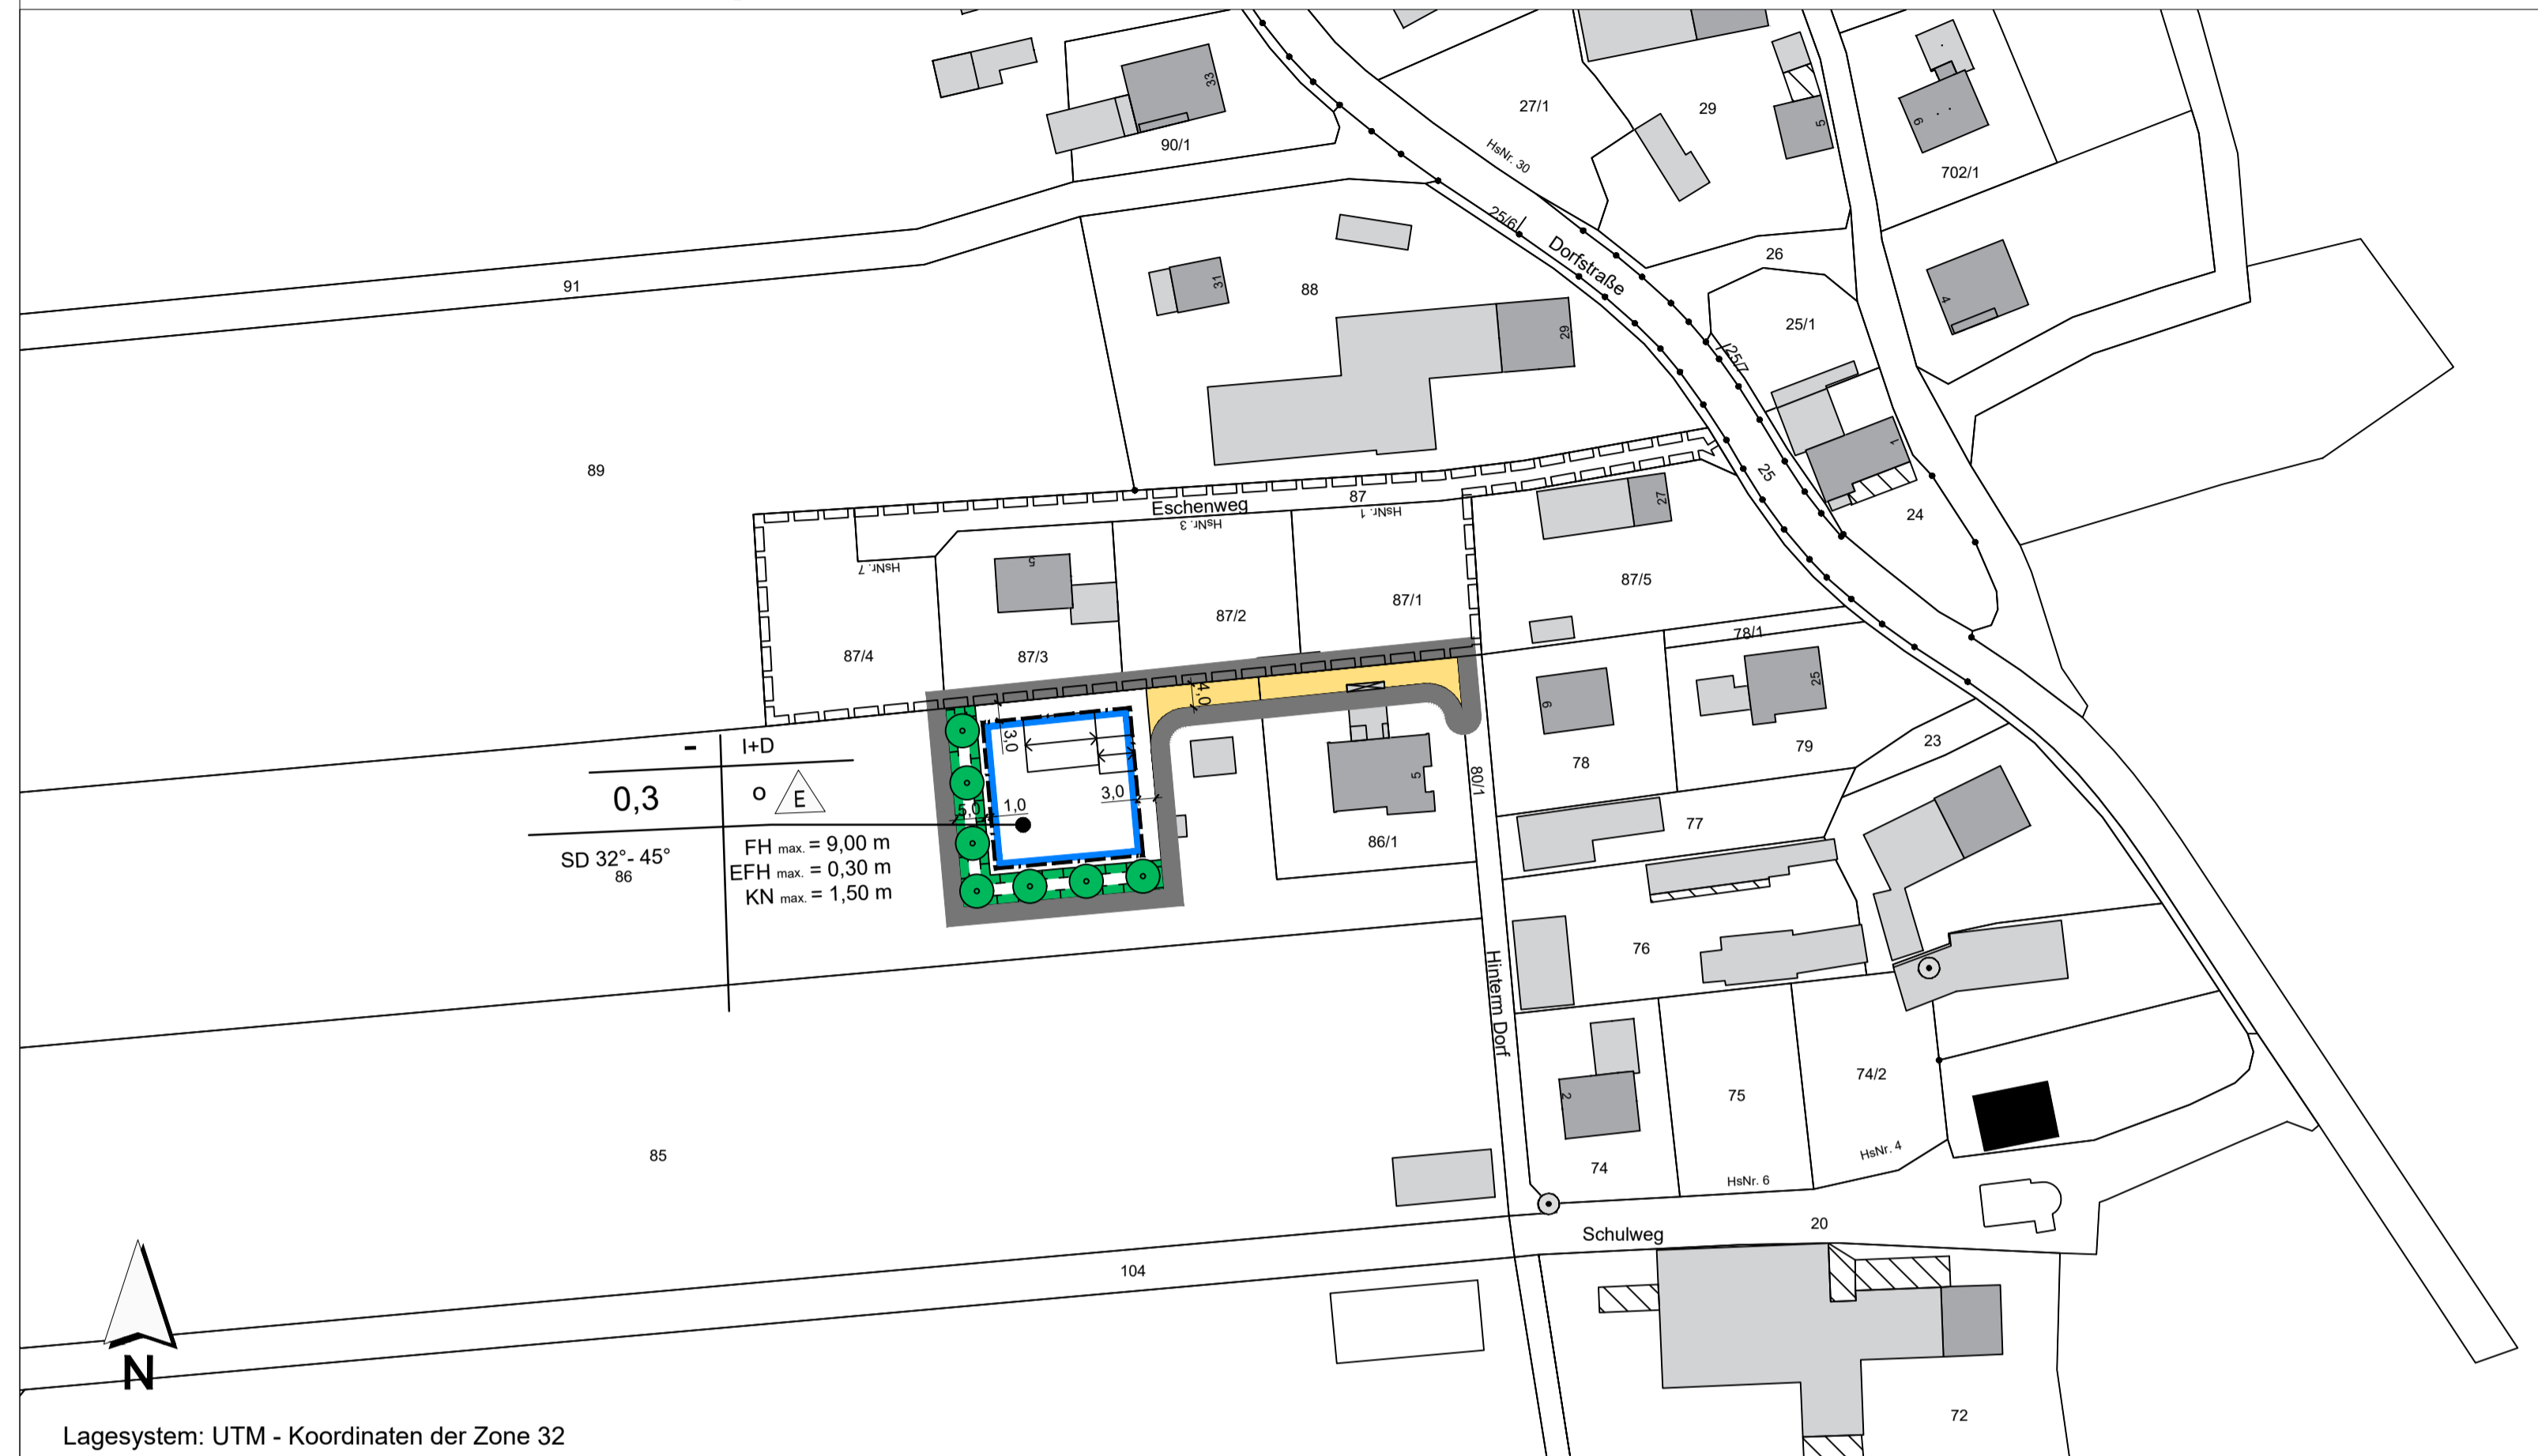 33
90/1
27/1
HsNr. 30
29
5
6
702/1
25/6
Dorfstraße
26
91
31
88
29
4
25/1
25/7
1
89
25
24
87
Eschenweg
HsNr. 3
HsNr. 1
27
HsNr. 7
5
87/5
87/4
87/3
87/2
87/1
78/1
4,0
9
25
79
23
78
-
I+D
3,0
0,3
o
E
5,0
1,0
3,0
5
80/1
77
86/1
SD 32°- 45°
86
FH max. = 9,00 m
EFH max. = 0,30 m
KN max. = 1,50 m
76
Hinterm Dorf
2
75
74/2
85
74
HsNr. 6
HsNr. 4
Schulweg
20
104
N
72
Lagesystem: UTM - Koordinaten der Zone 32